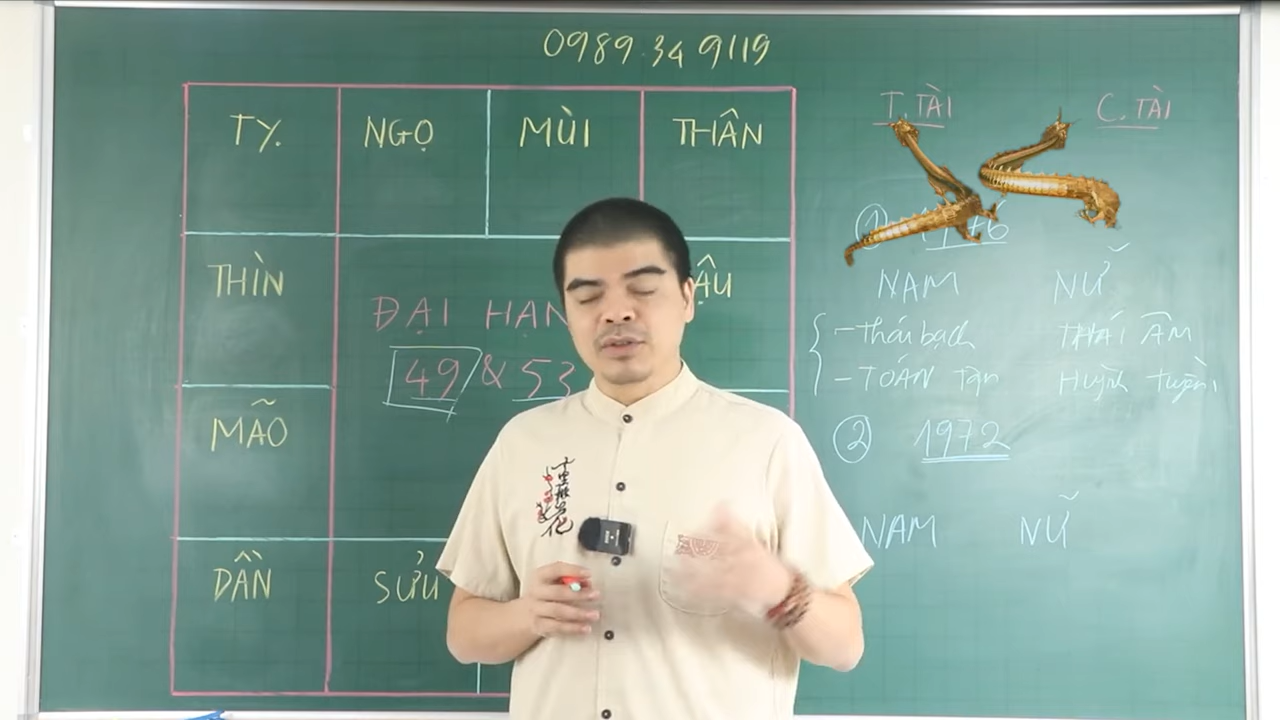 0989.34 9119
TỴ. NGỌ MÙI THÂN
T.TÀI C.TÀI
THÌN
ĐẠI HẠN
49 & 53
MÃO
DẦN SỬU
①
NAM NỮ
- Thái bạch THÁI ÂM
- TOÁN Tận Huỳnh tuyền
② 1972
NAM NỮ